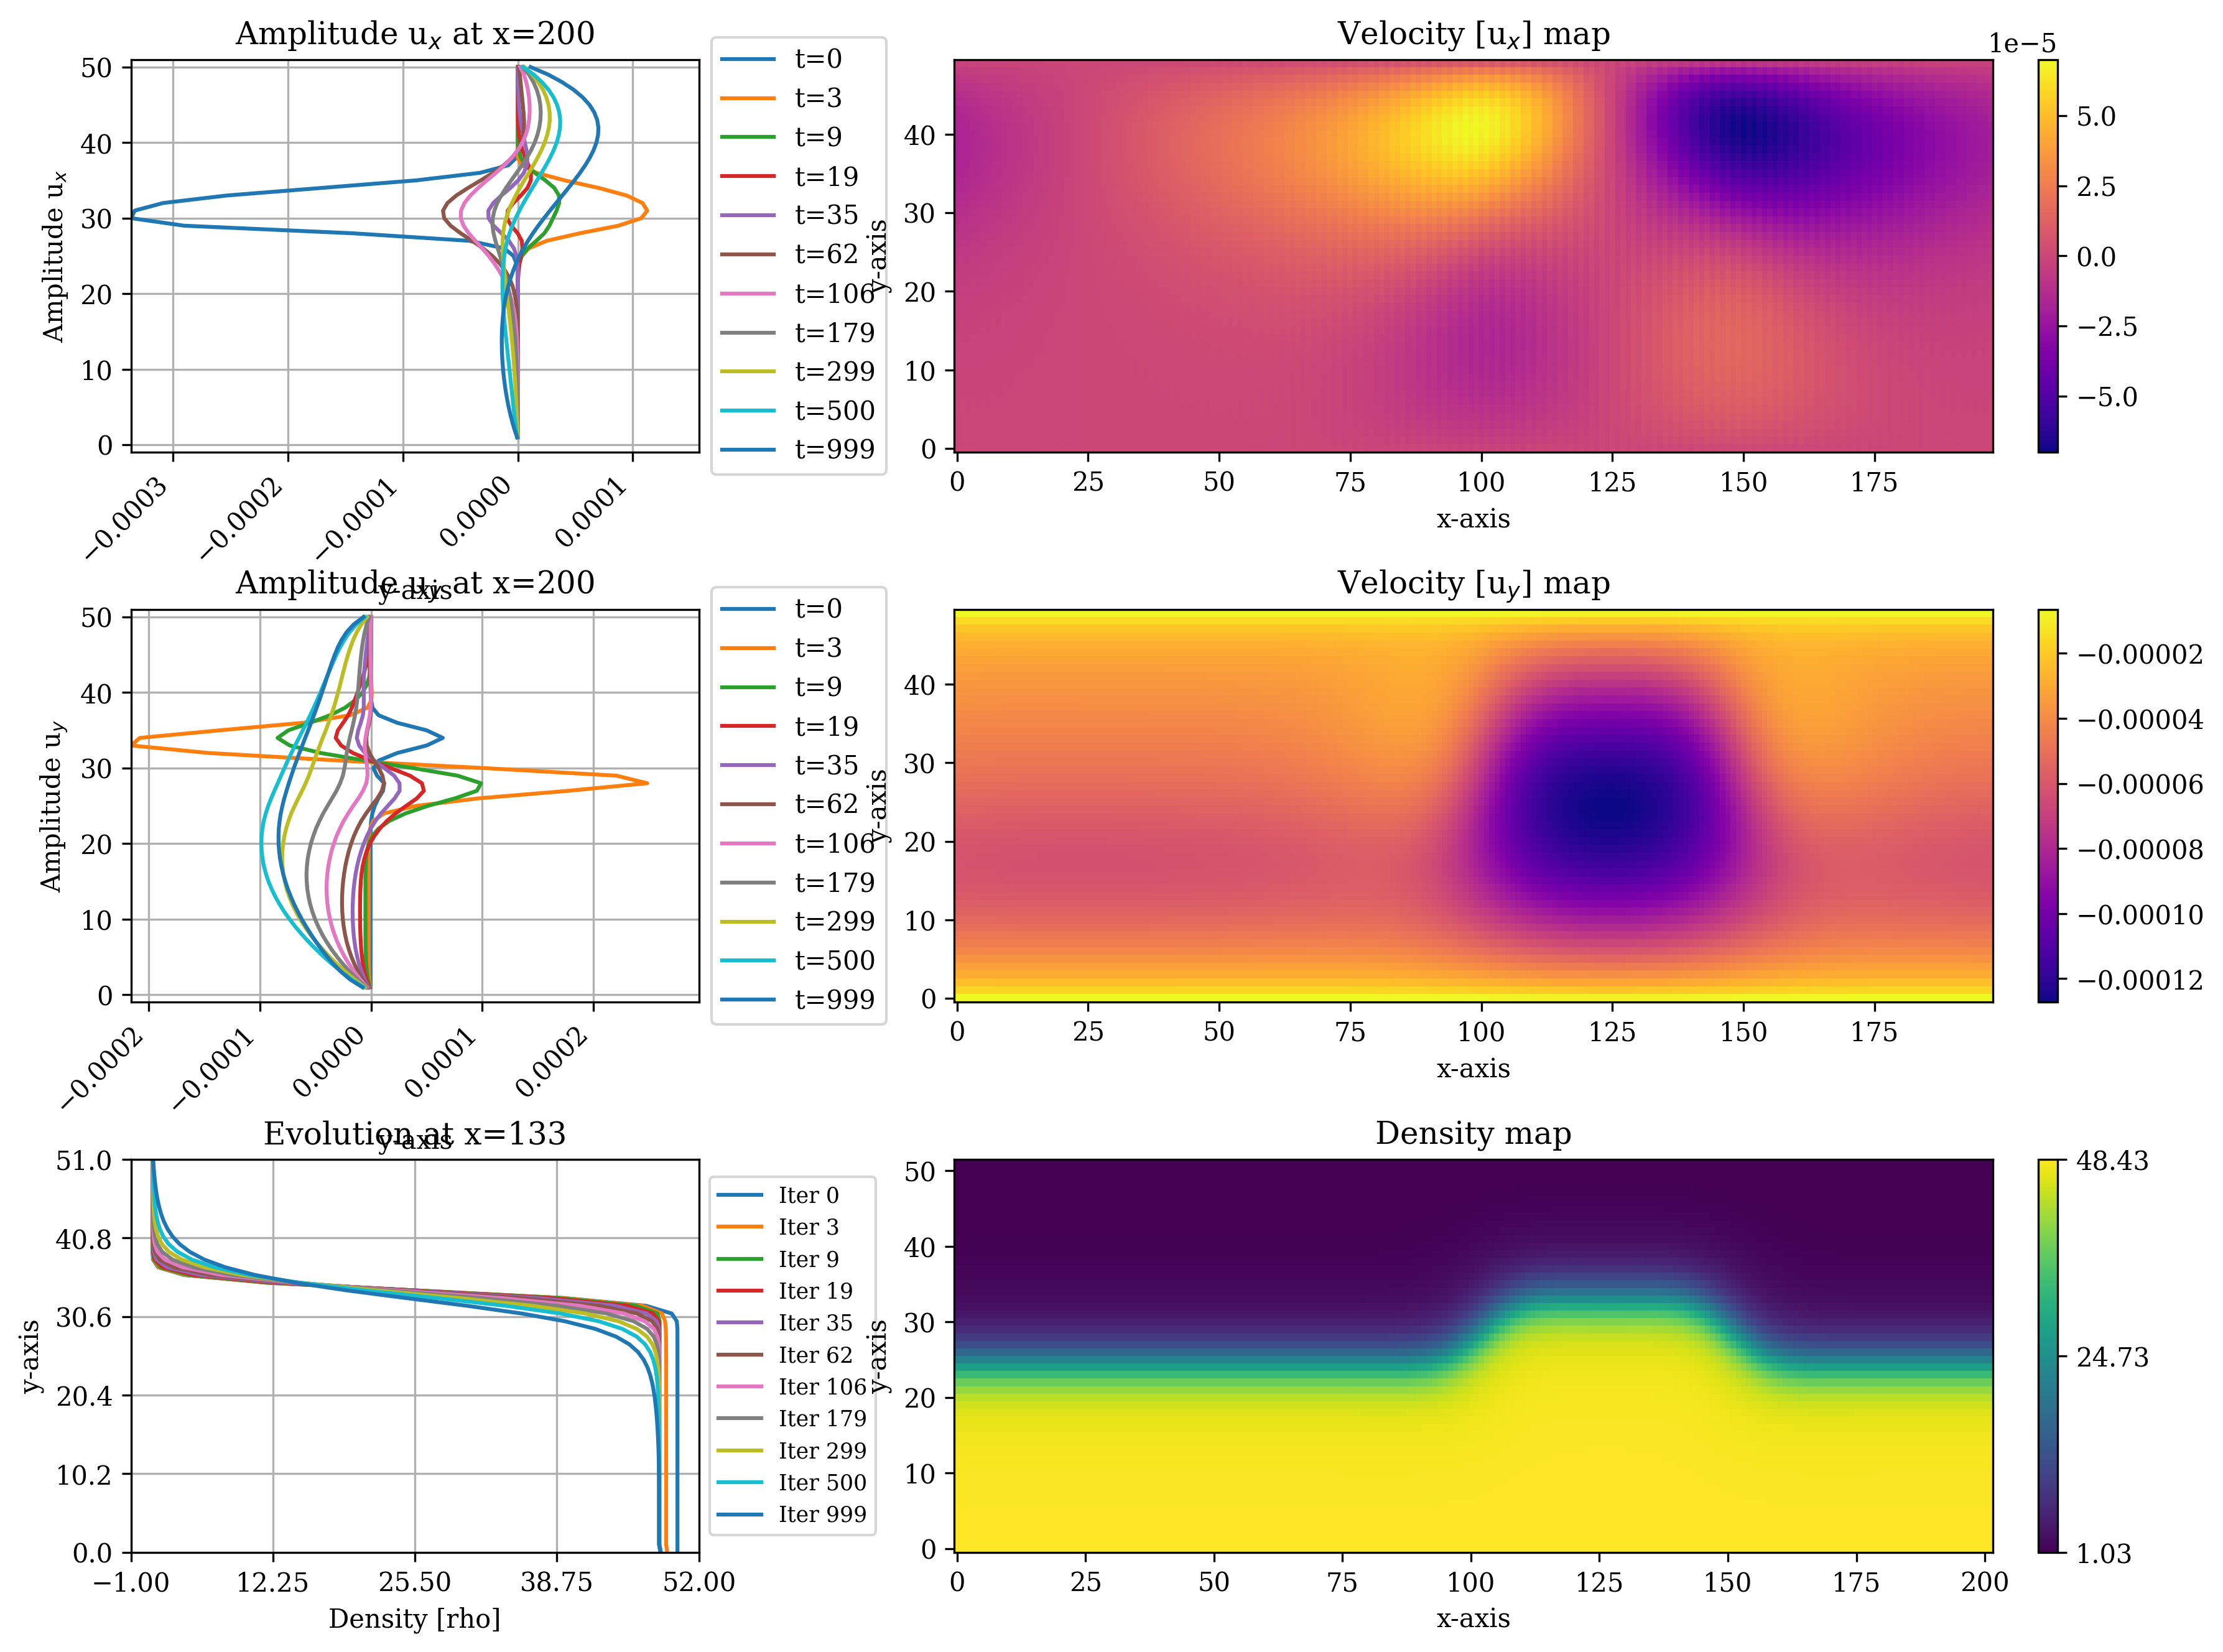 Amplitude uₓ at x=200
50
40
30
20
10
0
Amplitude uₓ
−0.0003
−0.0002
−0.0001
0.0000
0.0001
y-axis
t=0
t=3
t=9
t=19
t=35
t=62
t=106
t=179
t=299
t=500
t=999
Velocity [uₓ] map
1e−5
40
30
20
10
0
y-axis
0
25
50
75
100
125
150
175
x-axis
5.0
2.5
0.0
−2.5
−5.0
Amplitude u_y at x=200
50
40
30
20
10
0
Amplitude u_y
−0.0002
−0.0001
0.0000
0.0001
0.0002
y-axis
t=0
t=3
t=9
t=19
t=35
t=62
t=106
t=179
t=299
t=500
t=999
Velocity [u_y] map
40
30
20
10
0
y-axis
0
25
50
75
100
125
150
175
x-axis
−0.00002
−0.00004
−0.00006
−0.00008
−0.00010
−0.00012
Evolution at x=133
51.0
40.8
30.6
20.4
10.2
0.0
y-axis
−1.00
12.25
25.50
38.75
52.00
Density [rho]
Iter 0
Iter 3
Iter 9
Iter 19
Iter 35
Iter 62
Iter 106
Iter 179
Iter 299
Iter 500
Iter 999
Density map
50
40
30
20
10
0
y-axis
0
25
50
75
100
125
150
175
200
x-axis
48.43
24.73
1.03